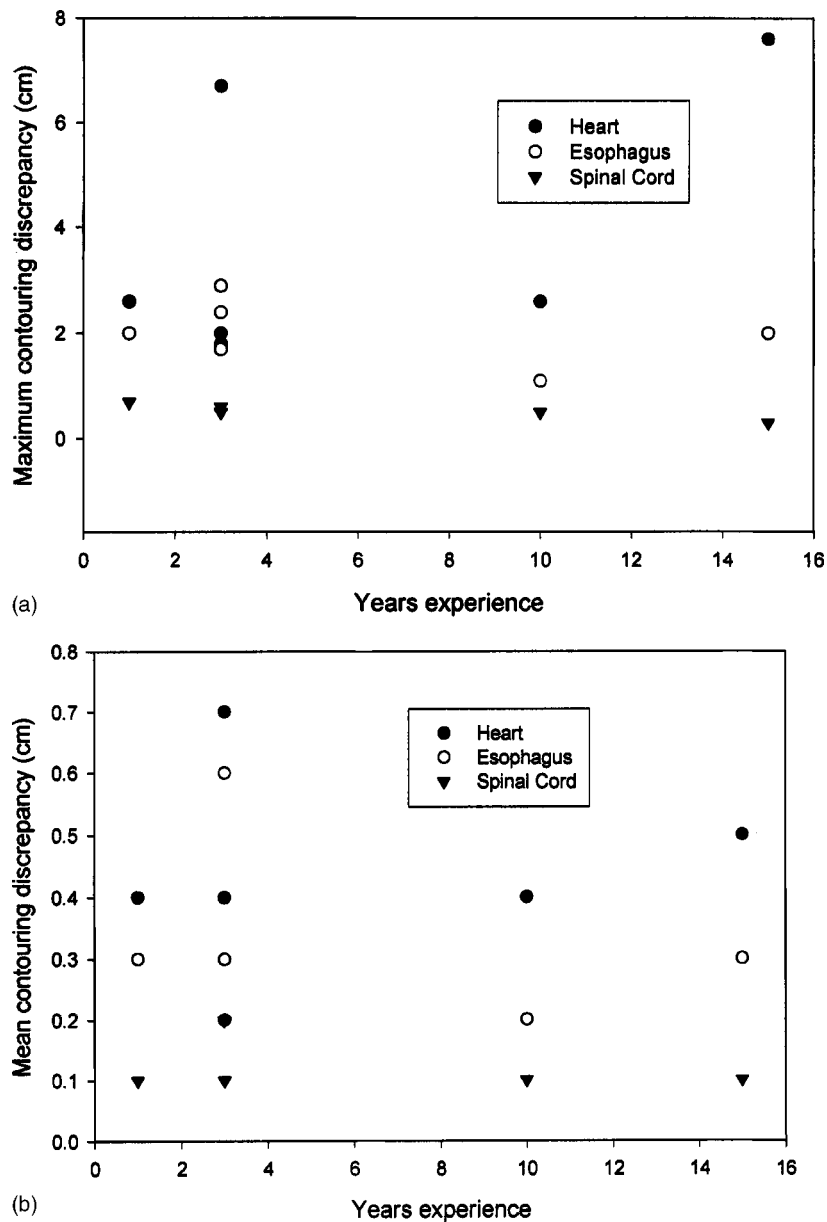 Maximum contouring discrepancy (cm)
8
6
4
2
0
Heart
Esophagus
Spinal Cord
0 2 4 6 8 10 12 14 16
(a)
Years experience
Mean contouring discrepancy (cm)
0.8
0.7
0.6
0.5
0.4
0.3
0.2
0.1
0.0
Heart
Esophagus
Spinal Cord
0 2 4 6 8 10 12 14 16
(b)
Years experience